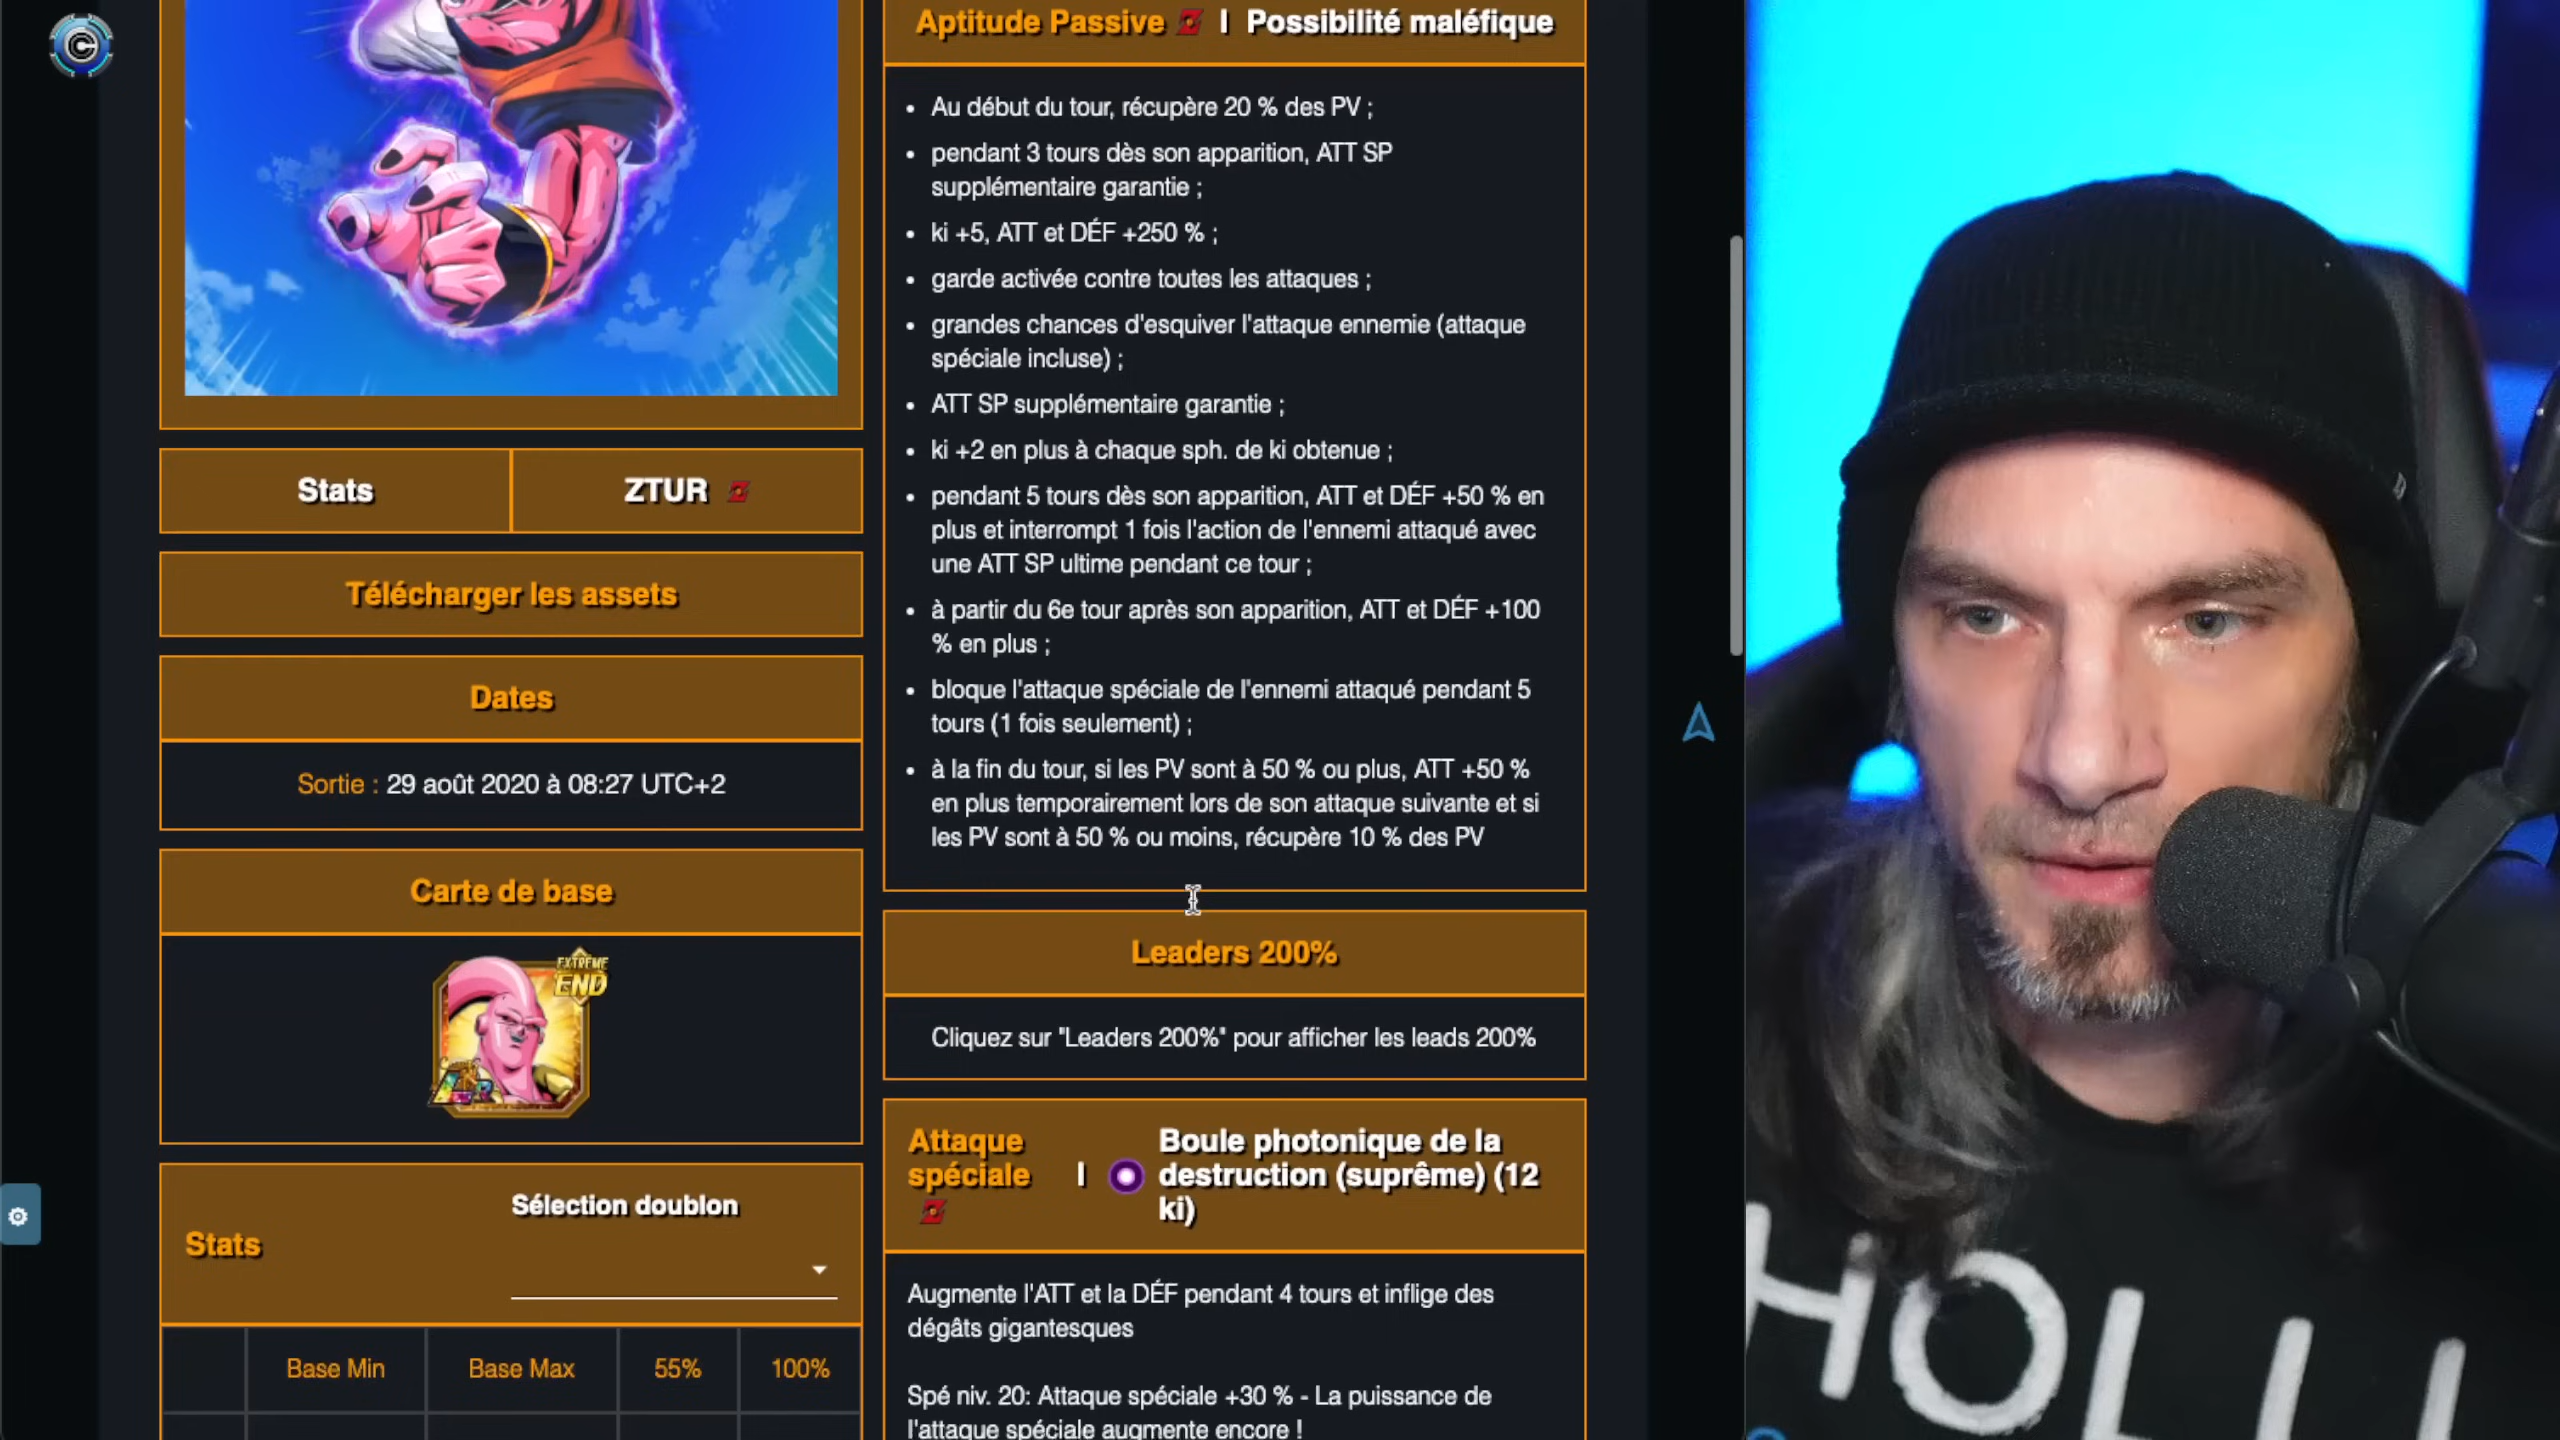 Aptitude Passive Z | Possibilité maléfique
• Au début du tour, récupère 20 % des PV ;
• pendant 3 tours dès son apparition, ATT SP
supplémentaire garantie ;
• ki +5, ATT et DÉF +250 % ;
• garde activée contre toutes les attaques ;
• grandes chances d'esquiver l'attaque ennemie (attaque
spéciale incluse) ;
• ATT SP supplémentaire garantie ;
• ki +2 en plus à chaque sph. de ki obtenue ;
• pendant 5 tours dès son apparition, ATT et DÉF +50 % en
plus et interrompt 1 fois l'action de l'ennemi attaqué avec
une ATT SP ultime pendant ce tour ;
• à partir du 6e tour après son apparition, ATT et DÉF +100
% en plus ;
• bloque l'attaque spéciale de l'ennemi attaqué pendant 5
tours (1 fois seulement) ;
• à la fin du tour, si les PV sont à 50 % ou plus, ATT +50 %
en plus temporairement lors de son attaque suivante et si
les PV sont à 50 % ou moins, récupère 10 % des PV
Stats
ZTUR Z
Télécharger les assets
Dates
Sortie : 29 août 2020 à 08:27 UTC+2
Carte de base
EXTREME
END
LR
Sélection doublon
Stats
Base Min
Base Max
55%
100%
Leaders 200%
Cliquez sur "Leaders 200%" pour afficher les leads 200%
Attaque
spéciale
Z
|
Boule photonique de la
destruction (suprême) (12
ki)
Augmente l'ATT et la DÉF pendant 4 tours et inflige des
dégâts gigantesques
Spé niv. 20: Attaque spéciale +30 % - La puissance de
l'attaque spéciale augmente encore !